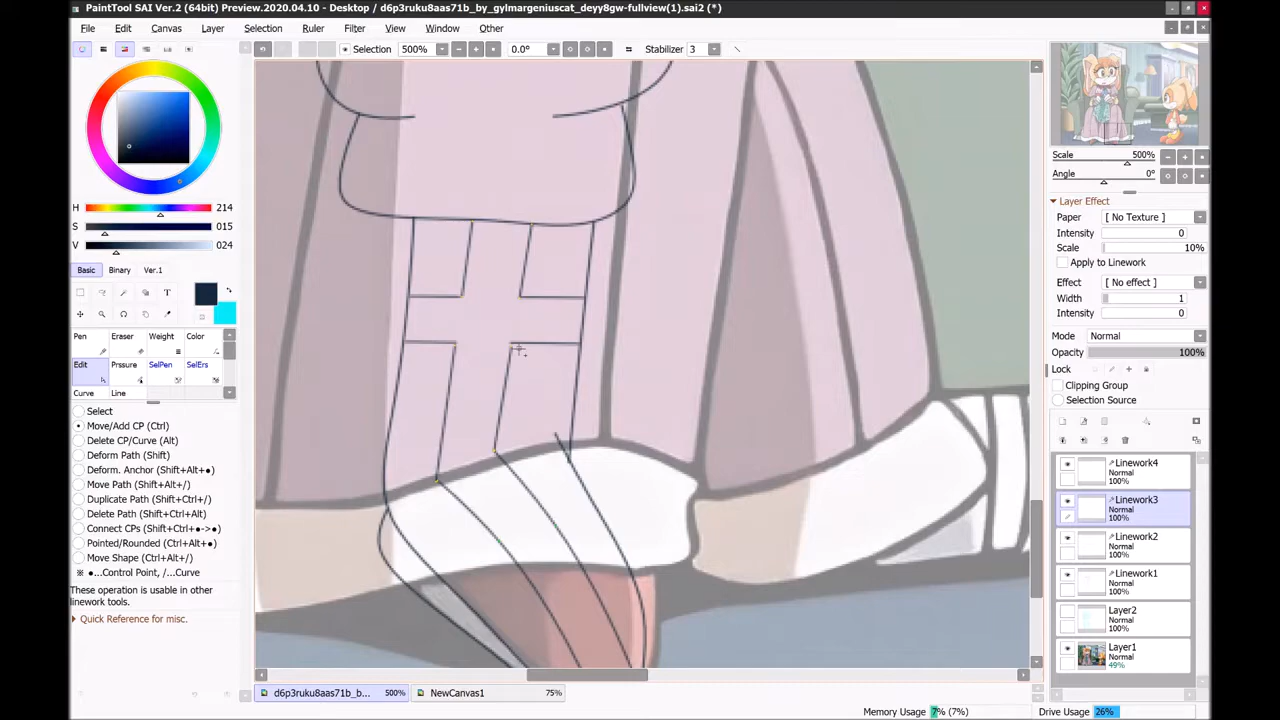 PaintTool SAI Ver.2 (64bit) Preview.2020.04.10 - Desktop / d6p3ruku8aas71b_by_gylmargeniuscat_deyy8gw-fullview(1).sai2 (*)
File Edit Canvas Layer Selection Ruler Filter View Window Other
Selection 500% 0.0° Stabilizer 3
H 214
S 015
V 024
Basic Binary Ver.1
T
Pen Eraser Weight Color
Edit Prssure SelPen SelErs
Curve Line
Select
Move/Add CP (Ctrl)
Delete CP/Curve (Alt)
Deform Path (Shift)
Deform. Anchor (Shift+Alt+●)
Move Path (Shift+Alt+/)
Duplicate Path (Shift+Ctrl+/)
Delete Path (Shift+Ctrl+Alt)
Connect CPs (Shift+Ctrl+●->●)
Pointed/Rounded (Ctrl+Alt+●)
Move Shape (Ctrl+Alt+/)
※ ●...Control Point, /...Curve
These operation is usable in other
linework tools.
Quick Reference for misc.
Scale 500%
Angle 0°
Layer Effect
Paper [ No Texture ]
Intensity 0
Scale 10%
Apply to Linework
Effect [ No effect ]
Width 1
Intensity 0
Mode Normal
Opacity 100%
Lock
Clipping Group
Selection Source
Linework4
Normal
100%
Linework3
Normal
100%
Linework2
Normal
100%
Linework1
Normal
100%
Layer2
Normal
100%
Layer1
Normal
49%
d6p3ruku8aas71b_b... 500% NewCanvas1 75%
Memory Usage 7% (7%) Drive Usage 26%